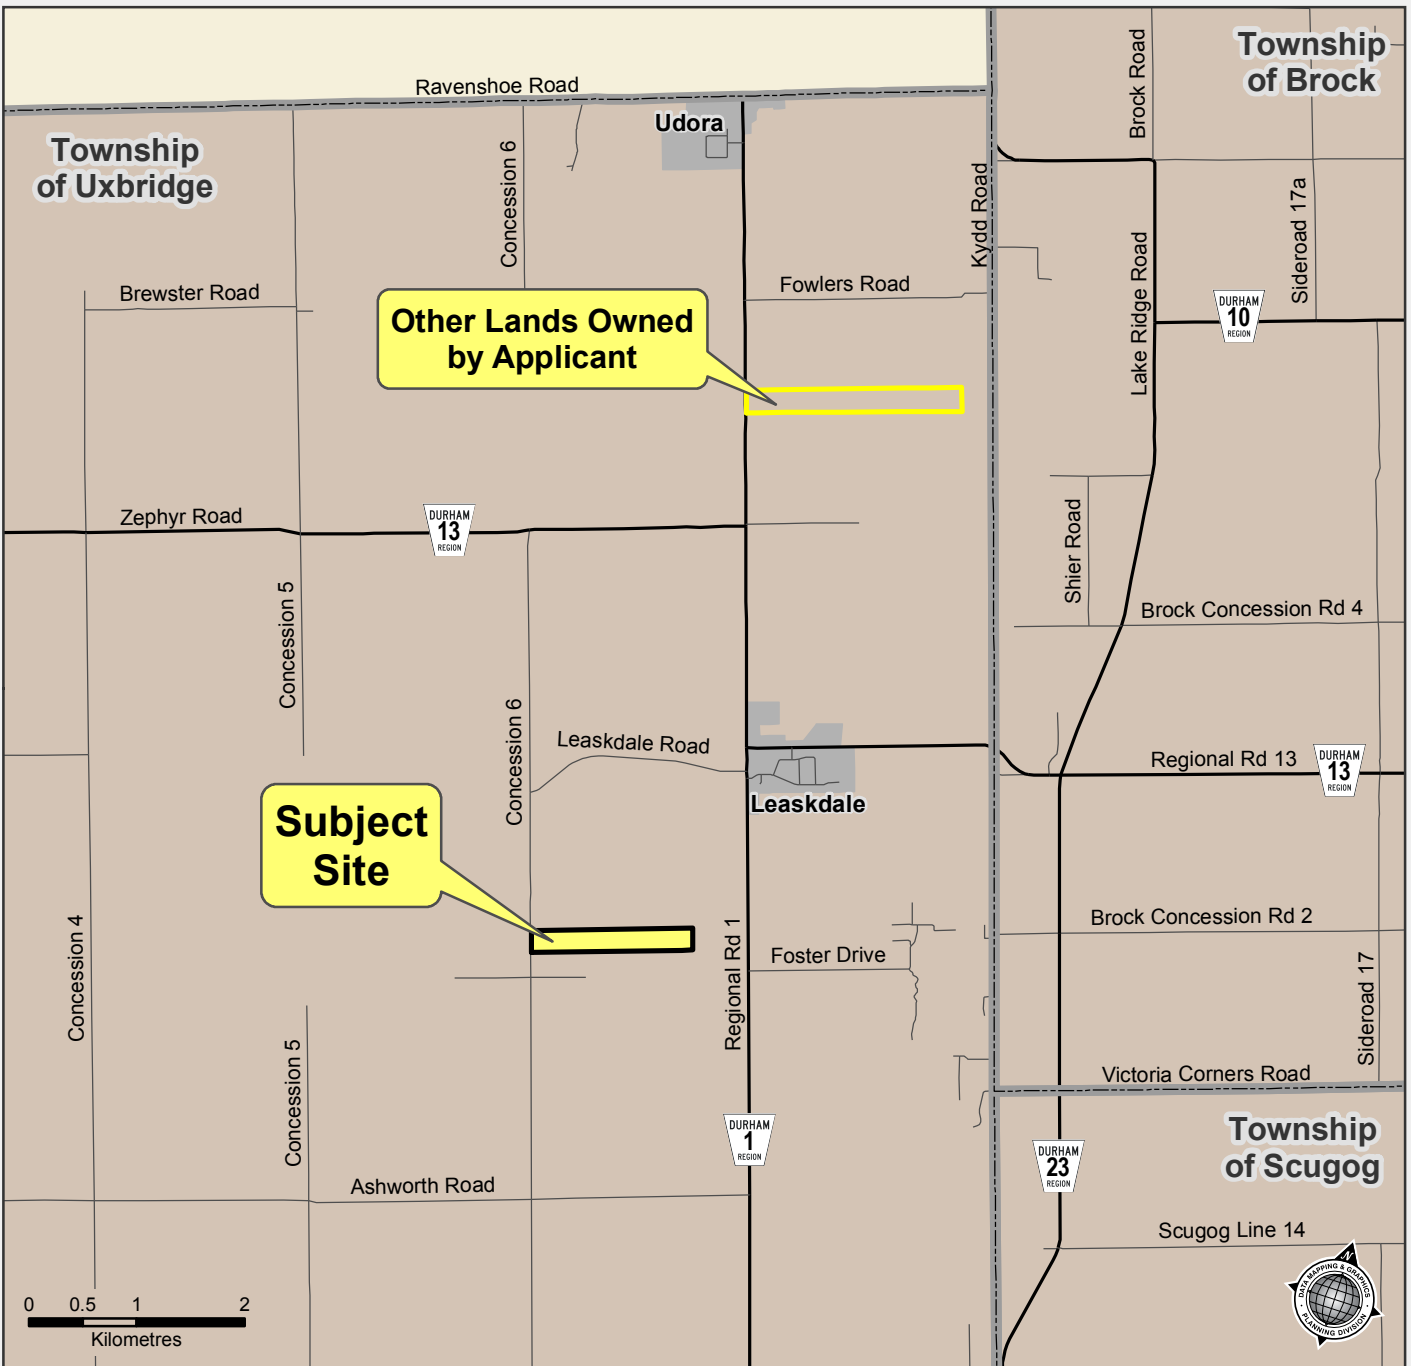 Ravenshoe Road
Township
of Brock
Brock Road
Udora
Township
of Uxbridge
Concession 6
Kydd Road
Sideroad 17a
Lake Ridge Road
Brewster Road
Fowlers Road
DURHAM
10
REGION
Other Lands Owned
by Applicant
Zephyr Road
DURHAM
13
REGION
Shier Road
Concession 5
Brock Concession Rd 4
Concession 6
Leaskdale Road
Regional Rd 13
DURHAM
13
REGION
Leaskdale
Subject
Site
Concession 4
Regional Rd 1
Brock Concession Rd 2
Foster Drive
Sideroad 17
Concession 5
Victoria Corners Road
DURHAM
1
REGION
Township
of Scugog
DURHAM
23
REGION
Ashworth Road
Scugog Line 14
N
DATA MAPPING & GRAPHICS
PLANNING DIVISION
0 0.5 1 2
Kilometres